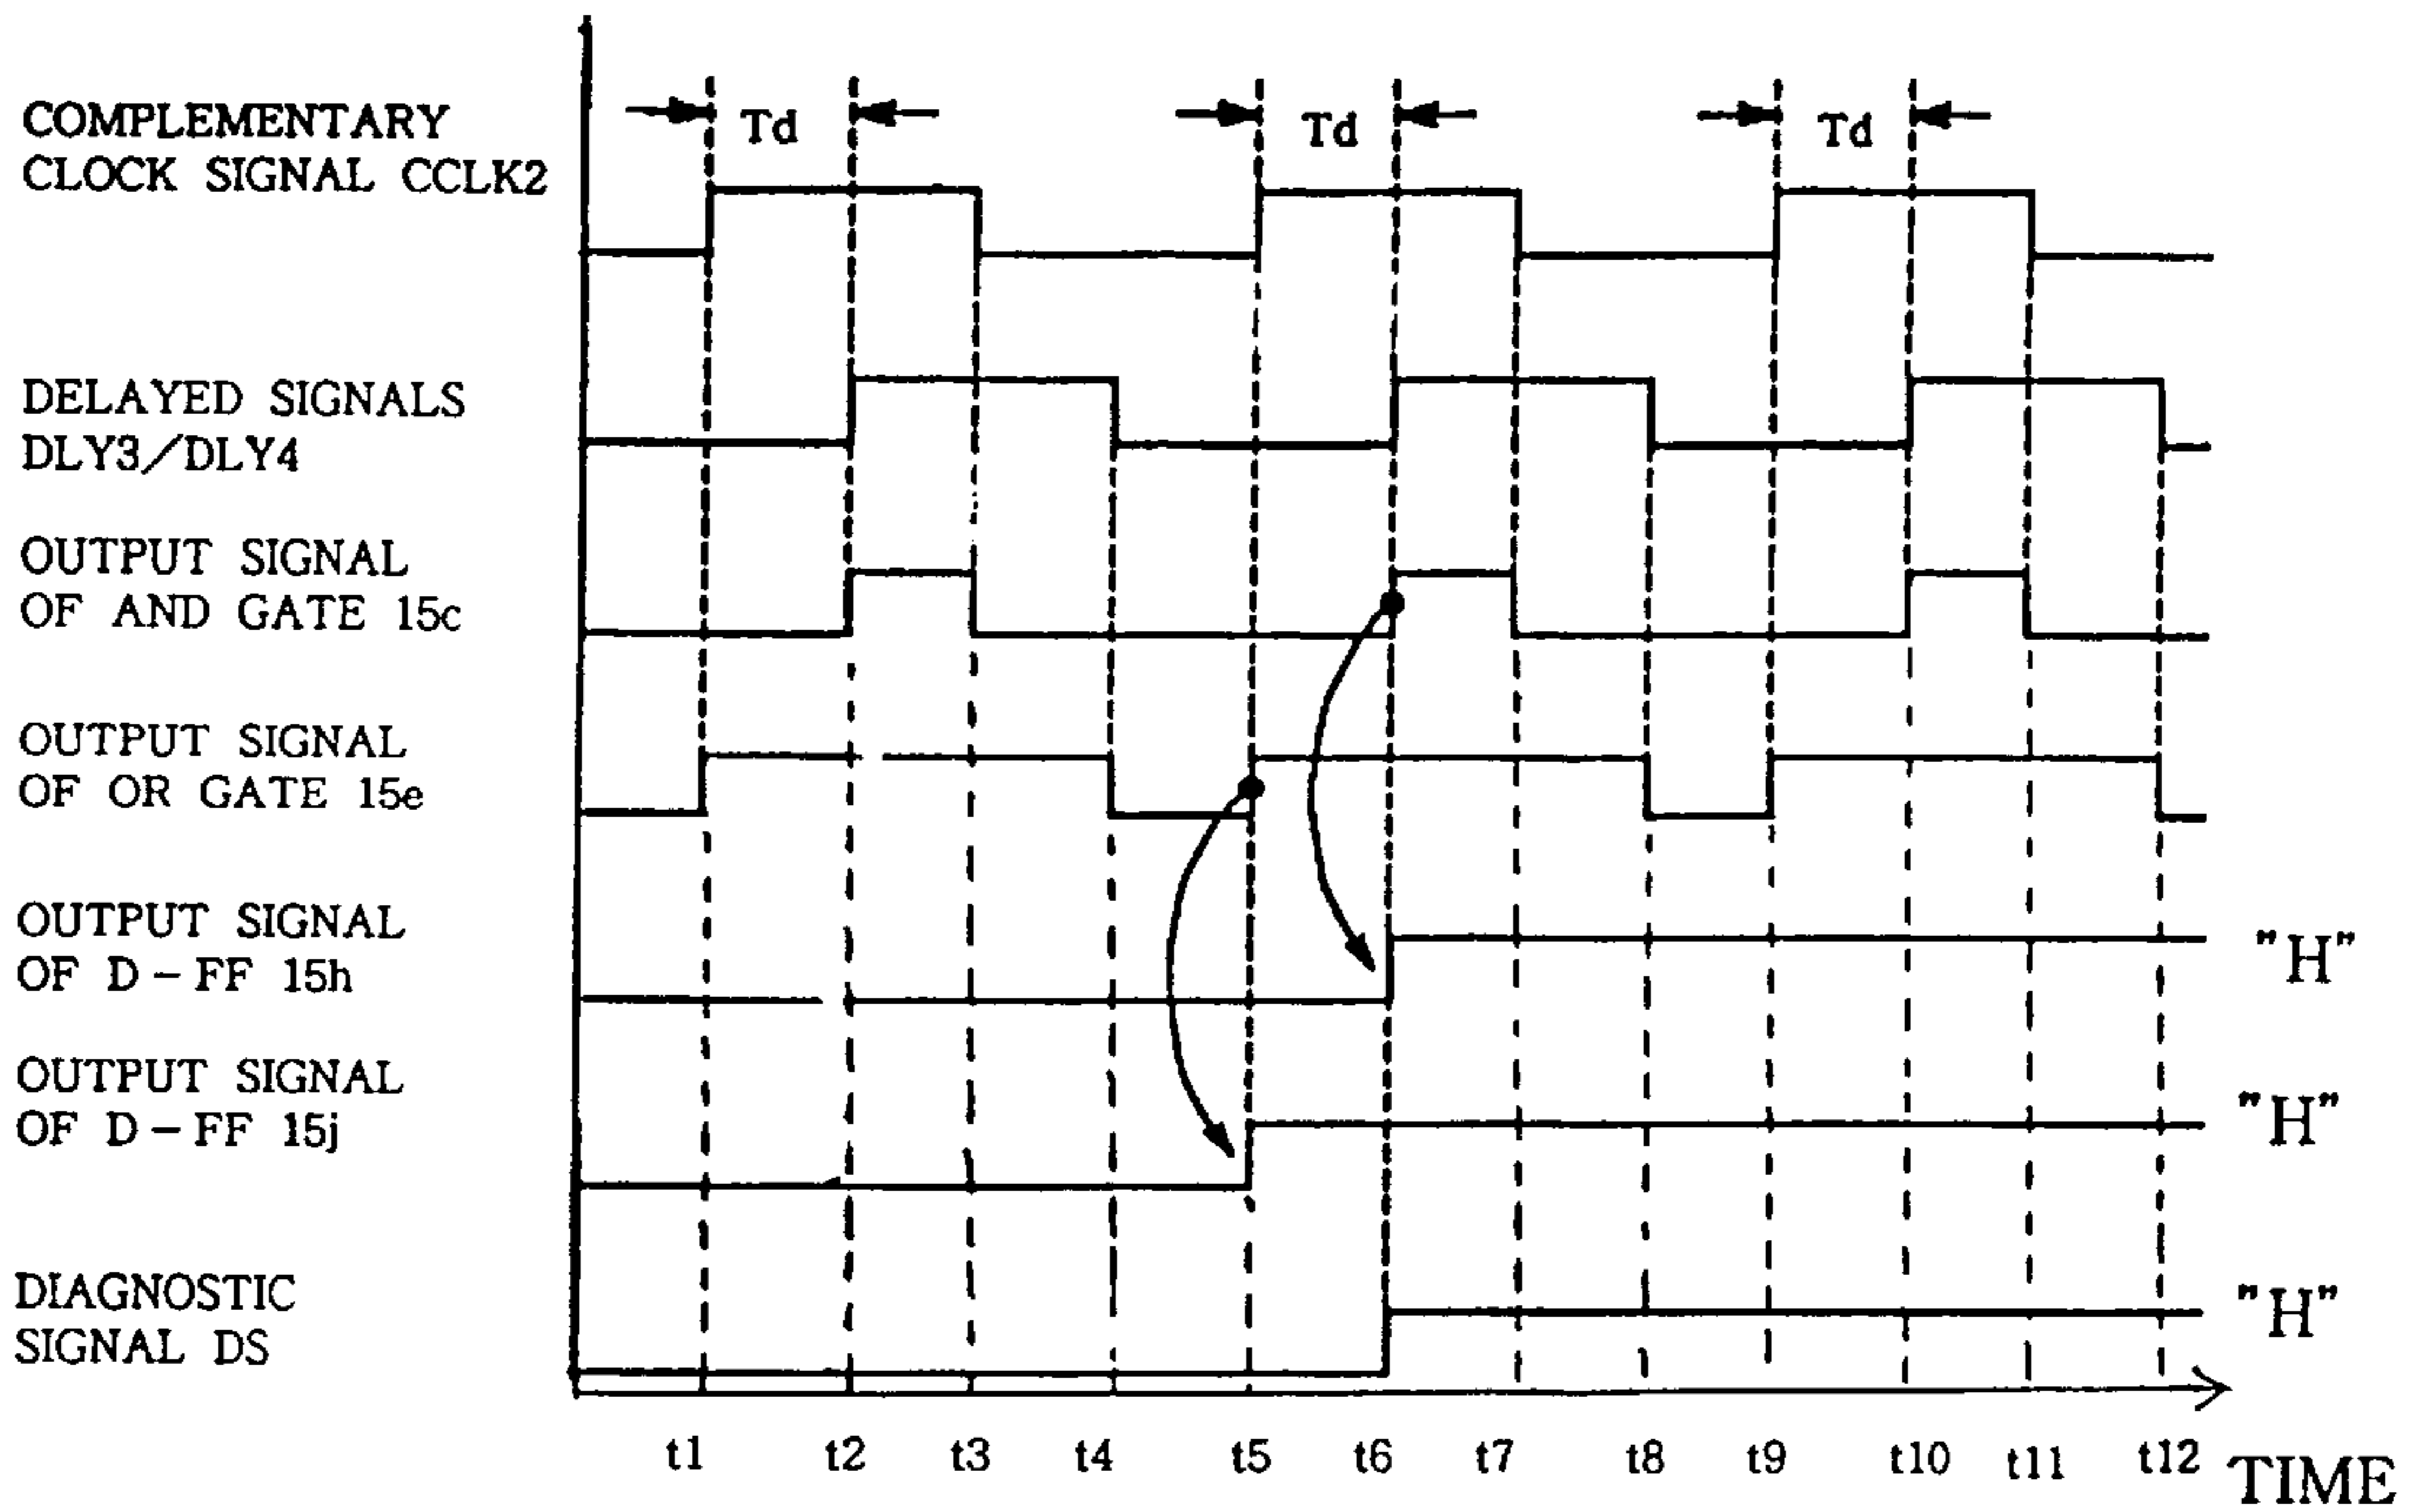 COMPLEMENTARY
CLOCK SIGNAL CCLK2
Td
Td
Td
DELAYED SIGNALS
DLY3/DLY4
OUTPUT SIGNAL
OF AND GATE 15c
OUTPUT SIGNAL
OF OR GATE 15e
OUTPUT SIGNAL
OF D-FF 15h
"H"
OUTPUT SIGNAL
OF D-FF 15j
"H"
DIAGNOSTIC
SIGNAL DS
"H"
t1 t2 t3 t4 t5 t6 t7 t8 t9 t10 t11 t12 TIME